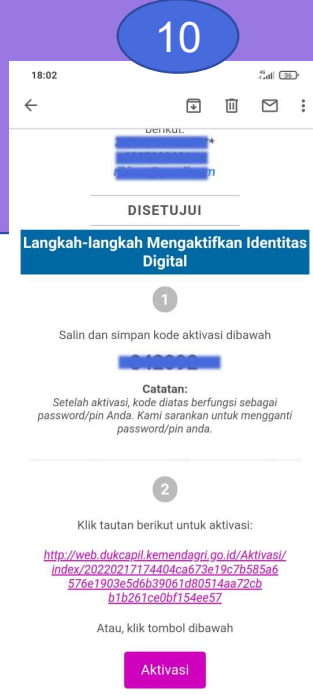 10
18:02
36
berikut:
DISETUJUI
Langkah-langkah Mengaktifkan Identitas
Digital
1
Salin dan simpan kode aktivasi dibawah
Catatan:
Setelah aktivasi, kode diatas berfungsi sebagai
password/pin Anda. Kami sarankan untuk mengganti
password/pin anda.
2
Klik tautan berikut untuk aktivasi:
http://web.dukcapil.kemendagri.go.id/Aktivasi/
index/20220217174404ca673e19c7b585a6
576e1903e5d6b39061d80514aa72cb
b1b261ce0bf154ee57
Atau, klik tombol dibawah
Aktivasi